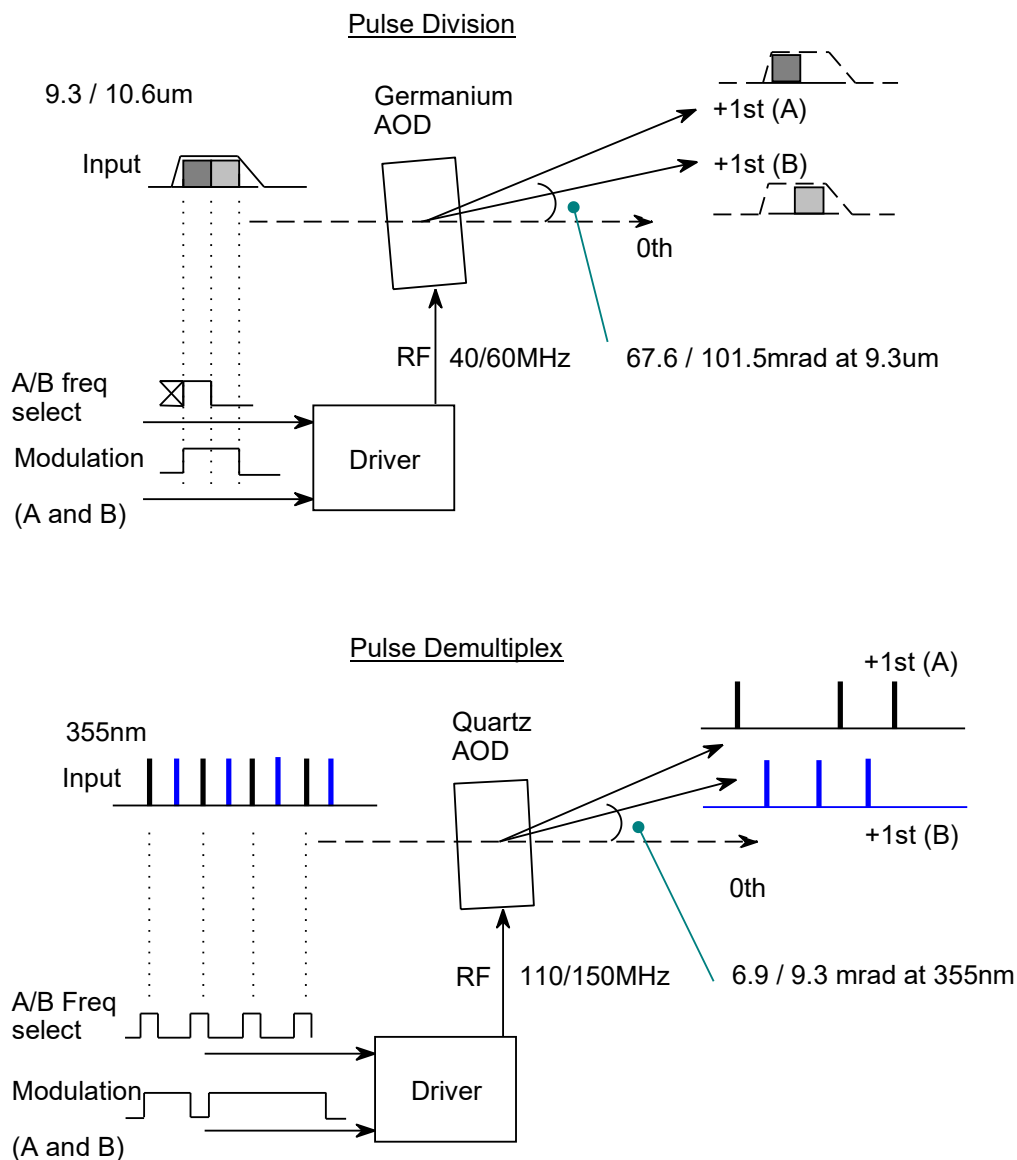 Pulse Division
9.3 / 10.6um
Germanium
AOD
+1st (A)
Input
+1st (B)
0th
RF
40/60MHz
67.6 / 101.5mrad at 9.3um
A/B freq
select
Modulation
Driver
(A and B)
Pulse Demultiplex
+1st (A)
355nm
Quartz
AOD
Input
+1st (B)
0th
RF
110/150MHz
6.9 / 9.3 mrad at 355nm
A/B Freq
select
Modulation
Driver
(A and B)